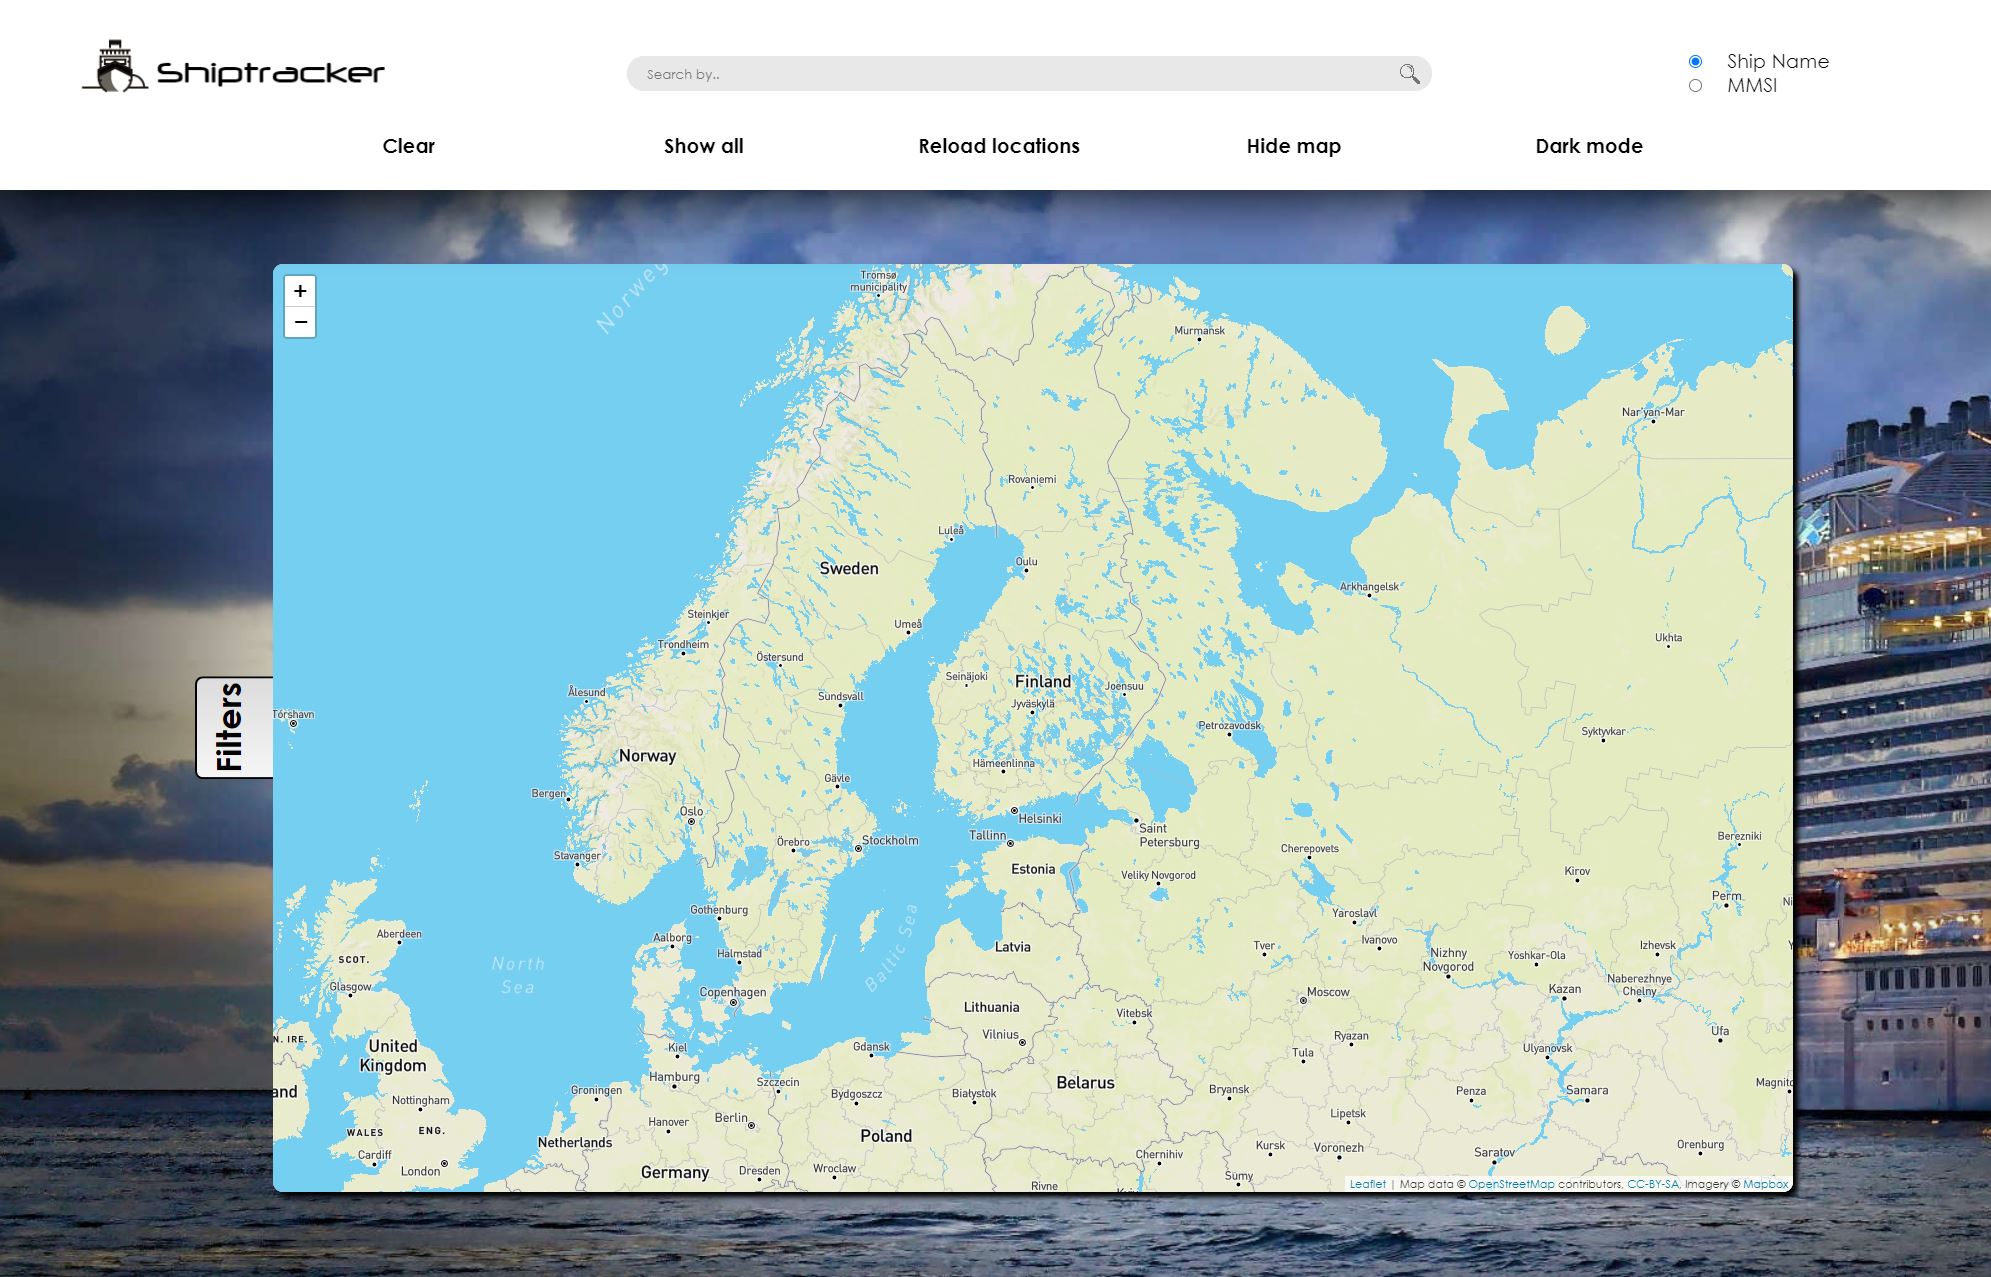 Shiptracker
Search by..
Ship Name
MMSI
Clear
Show all
Reload locations
Hide map
Dark mode
+
−
Norweg
Tromsø
municipality
Murmansk
Nar'yan-Mar
Rovaniemi
Luleå
Oulu
Sweden
Arkhangelsk
Steinkjer
Umeå
Ukhta
Trondheim
Östersund
Seinäjoki
Finland
Joensuu
Ålesund
Sundsvall
Jyväskylä
Filters
Tórshavn
Petrozavodsk
Syktyvkar
Norway
Hämeenlinna
Gävle
Bergen
Oslo
Helsinki
Saint
Petersburg
Tallinn
Berezniki
Örebro
Stockholm
Cherepovets
Stavanger
Estonia
Veliky Novgorod
Kirov
Perm
Ni
Gothenburg
Yaroslavl
Baltic Sea
Aberdeen
Aalborg
Ivanovo
Latvia
Tver
Nizhny
Novgorod
Yoshkar-Ola
Izhevsk
Y
Halmstad
SCOT.
North
Sea
Naberezhnye
Chelny
Glasgow
Copenhagen
Moscow
Kazan
Lithuania
Vitebsk
Ufa
N. IRE.
Vilnius
Ryazan
United
Kingdom
Kiel
Gdansk
Tula
Ulyanovsk
Hamburg
Szczecin
Belarus
Magnito
and
Groningen
Bydgoszcz
Białystok
Bryansk
Penza
Samara
Nottingham
Lipetsk
Hanover
Berlin
WALES
ENG.
Netherlands
Poland
Kursk
Voronezh
Orenburg
Cardiff
Chernihiv
Saratov
London
Germany
Dresden
Wroclaw
Sumy
Rivne
Kyiv
Leaflet | Map data © OpenStreetMap contributors, CC-BY-SA, Imagery © Mapbox